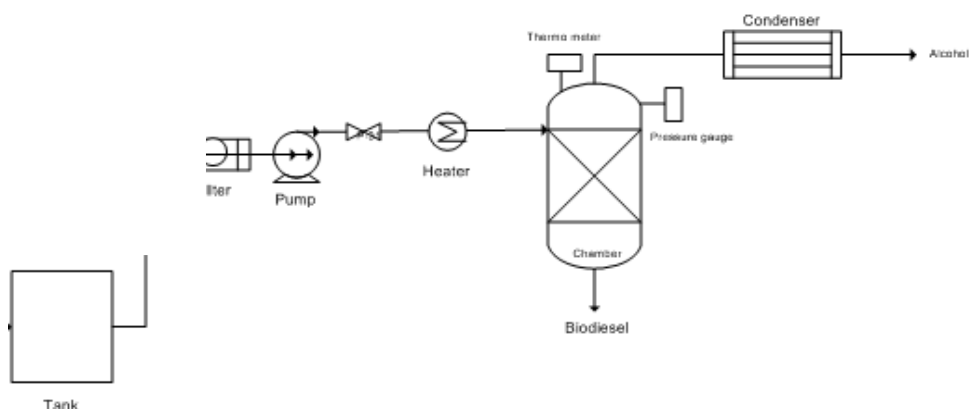 Condenser
Thermo meter
Alcohol
Pressure gauge
Heater
lter
Pump
Chamber
Biodiesel
Tank